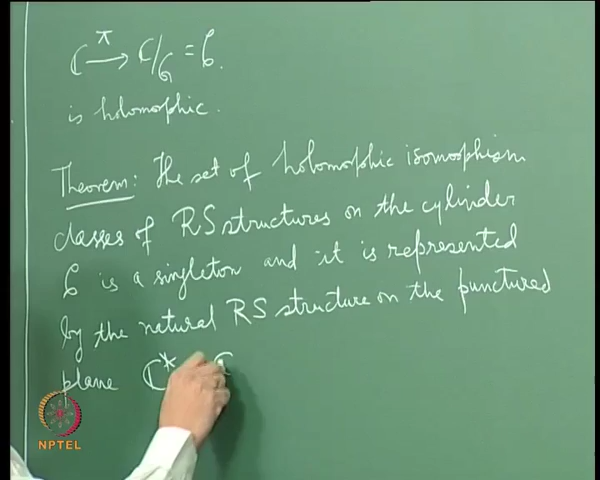 π
ℂ → ℂ/G = 𝒞.
is holomorphic.
Theorem: The set of holomorphic isomorphism
classes of RS structures on the cylinder
𝒞 is a singleton and it is represented
by the natural RS structure on the punctured
plane ℂ*
NPTEL